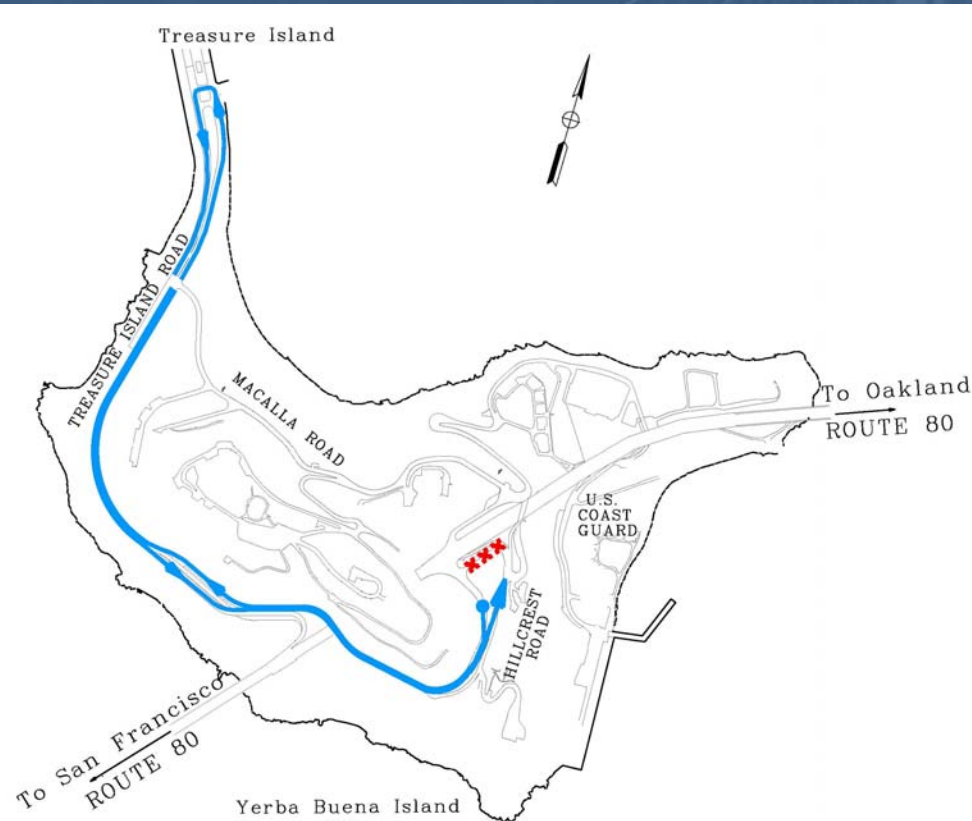 Treasure Island
TREASURE ISLAND ROAD
MACALLA ROAD
To Oakland
ROUTE 80
U.S.
COAST
GUARD
HILLCREST
ROAD
To San Francisco
ROUTE 80
Yerba Buena Island